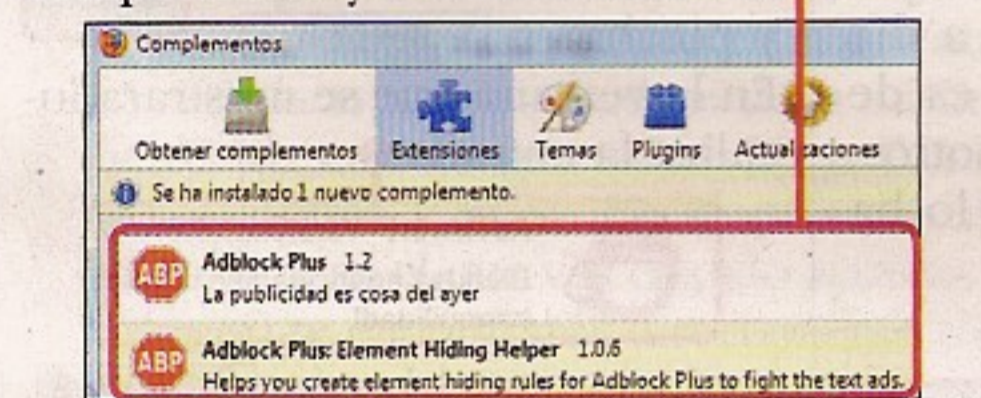 Complementos
Obtener complementos Extensiones Temas Plugins Actualizaciones
Se ha instalado 1 nuevo complemento.
ABP Adblock Plus 1.2
La publicidad es cosa del ayer
ABP Adblock Plus: Element Hiding Helper 1.0.6
Helps you create element hiding rules for Adblock Plus to fight the text ads.